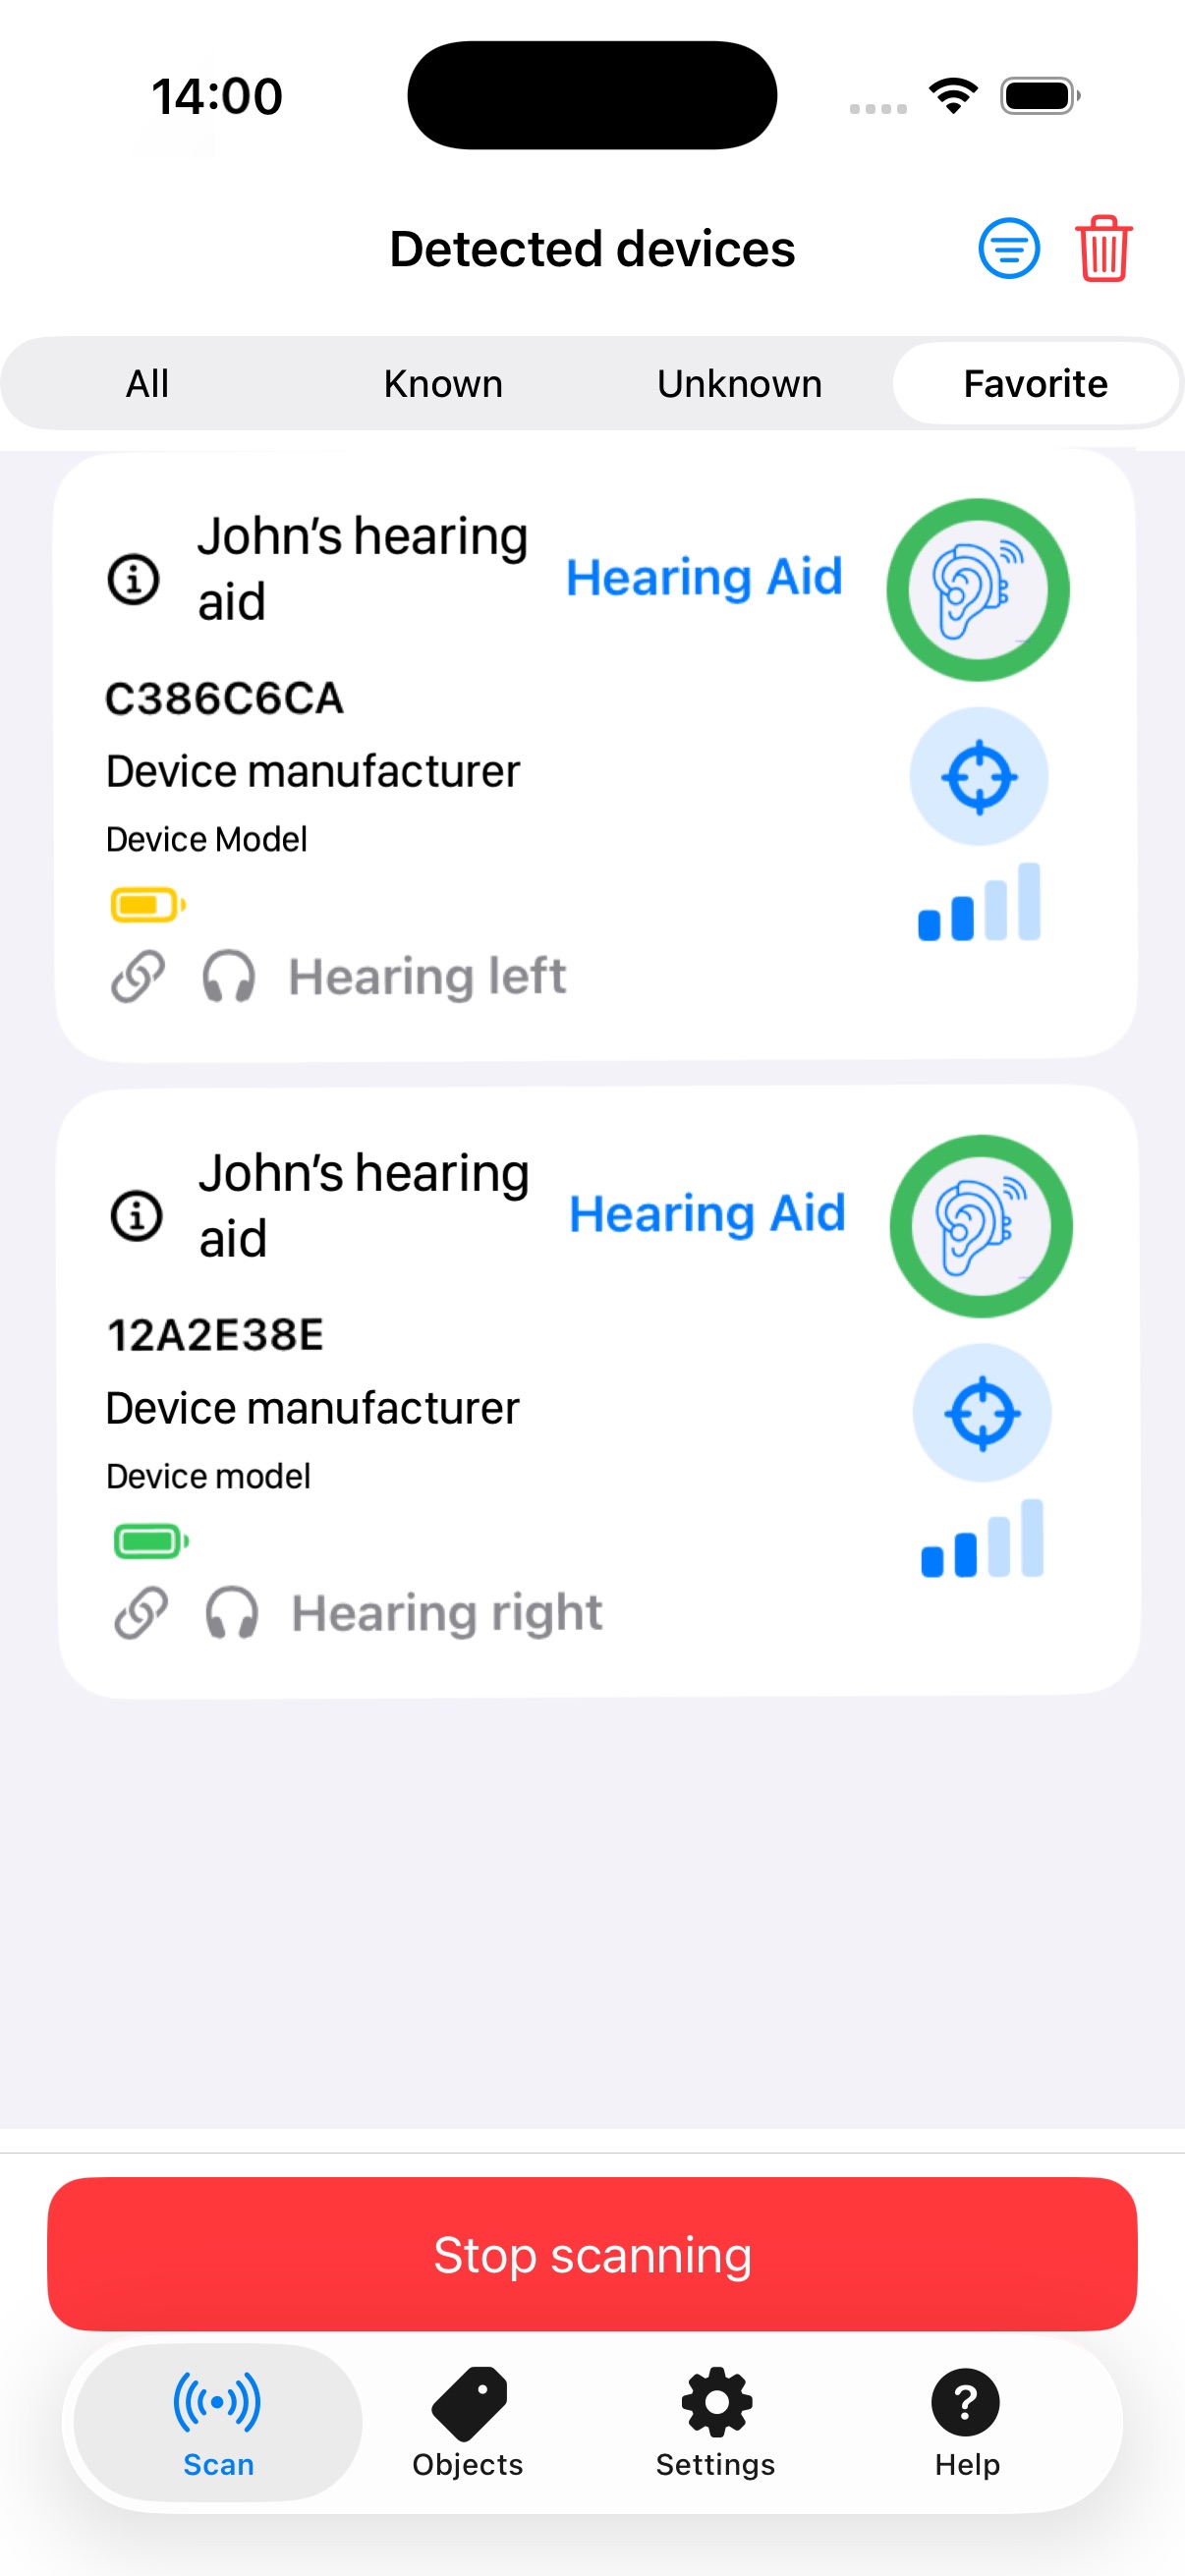 14:00
Detected devices
All Known Unknown Favorite
John's hearing
aid
Hearing Aid
C386C6CA
Device manufacturer
Device Model
Hearing left
John's hearing
aid
Hearing Aid
12A2E38E
Device manufacturer
Device model
Hearing right
Stop scanning
Scan Objects Settings Help